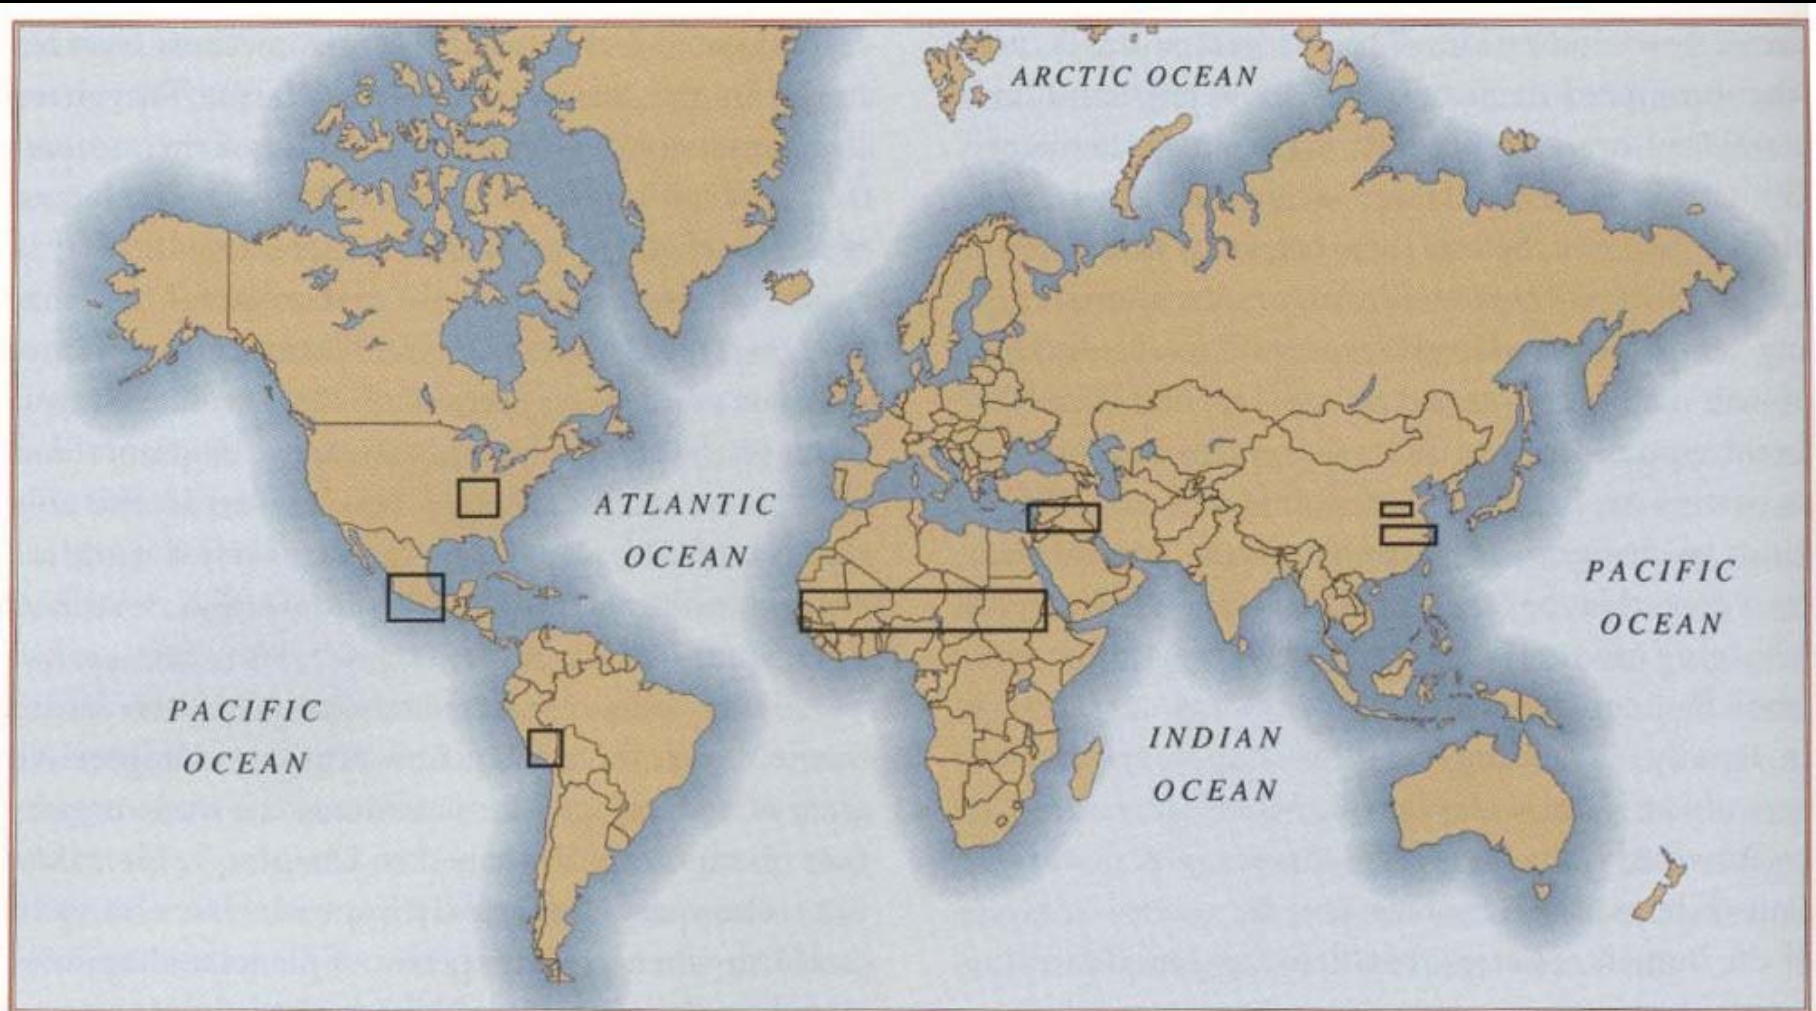 ARCTIC OCEAN
ATLANTIC
OCEAN
PACIFIC
OCEAN
PACIFIC
OCEAN
INDIAN
OCEAN